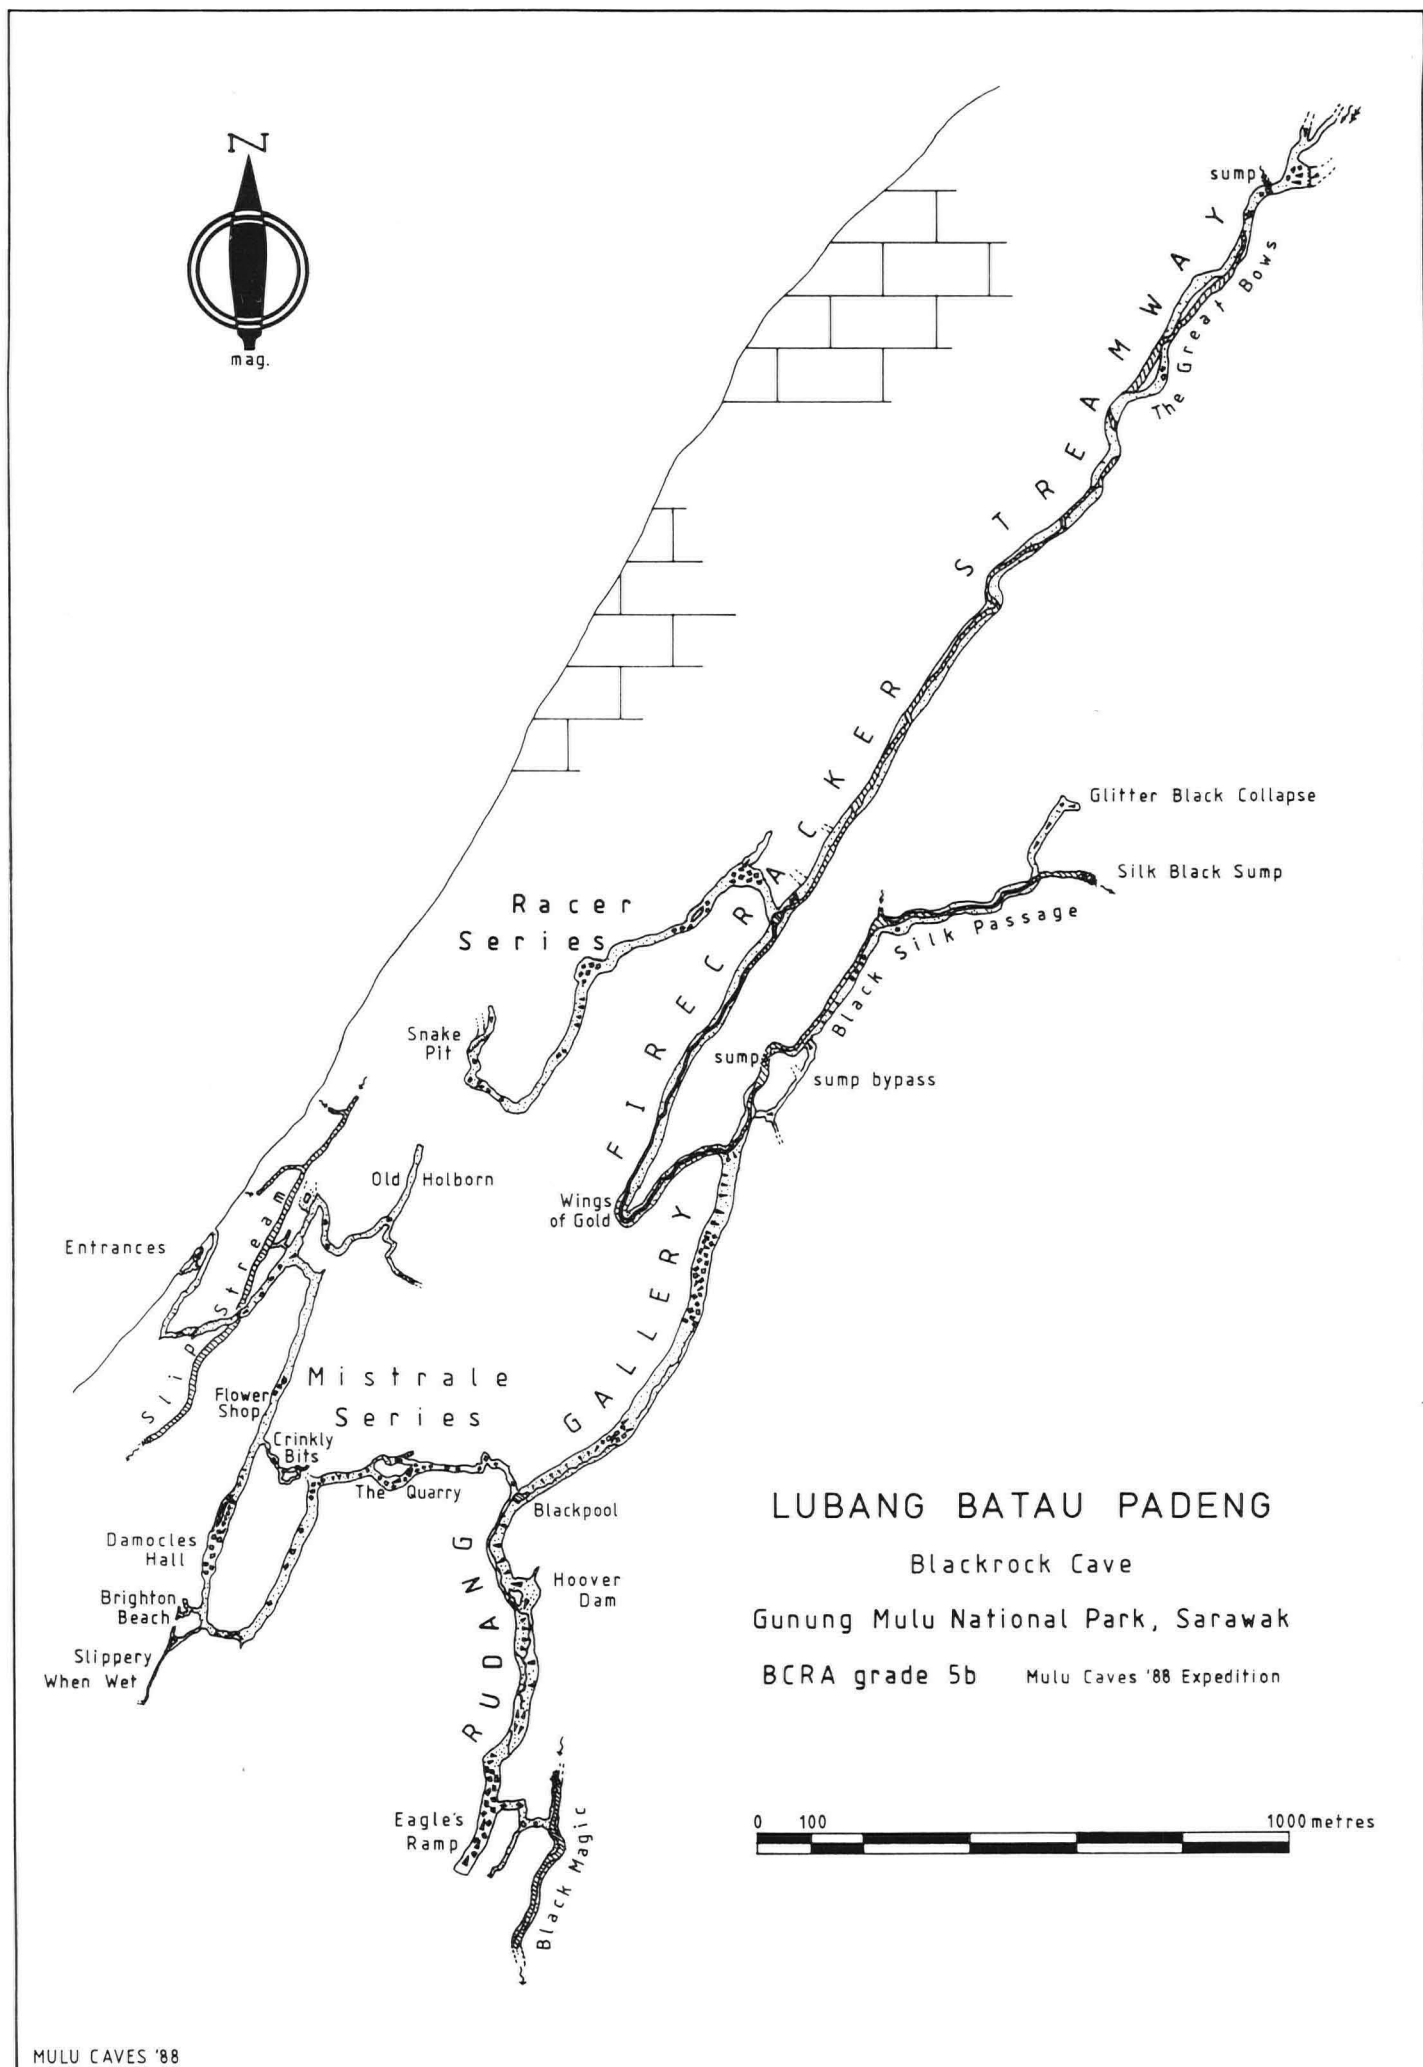 N
mag.
sump
FIRECRACKER STREAMWAY
The Great Bows
Glitter Black Collapse
Silk Black Sump
Black Silk Passage
Racer
Series
Snake
Pit
sump
sump bypass
Old Holborn
Wings
of Gold
Entrances
Slip Stream
RUDANG GALLERY
Mistrale
Series
Flower
Shop
Crinkly
Bits
The Quarry
Blackpool
Damocles
Hall
Hoover
Dam
Brighton
Beach
Slippery
When Wet
Eagle's
Ramp
Black Magic
LUBANG BATAU PADENG
Blackrock Cave
Gunung Mulu National Park, Sarawak
BCRA grade 5b Mulu Caves '88 Expedition
0 100 1000 metres
MULU CAVES '88